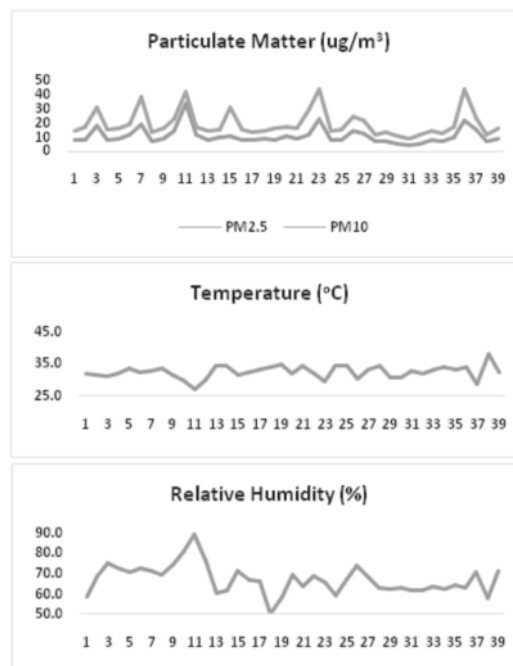 Particulate Matter (ug/m³)
50
40
30
20
10
0
1 3 5 7 9 11 13 15 17 19 21 23 25 27 29 31 33 35 37 39
PM2.5 PM10
Temperature (°C)
45.0
35.0
25.0
1 3 5 7 9 11 13 15 17 19 21 23 25 27 29 31 33 35 37 39
Relative Humidity (%)
90.0
80.0
70.0
60.0
50.0
1 3 5 7 9 11 13 15 17 19 21 23 25 27 29 31 33 35 37 39